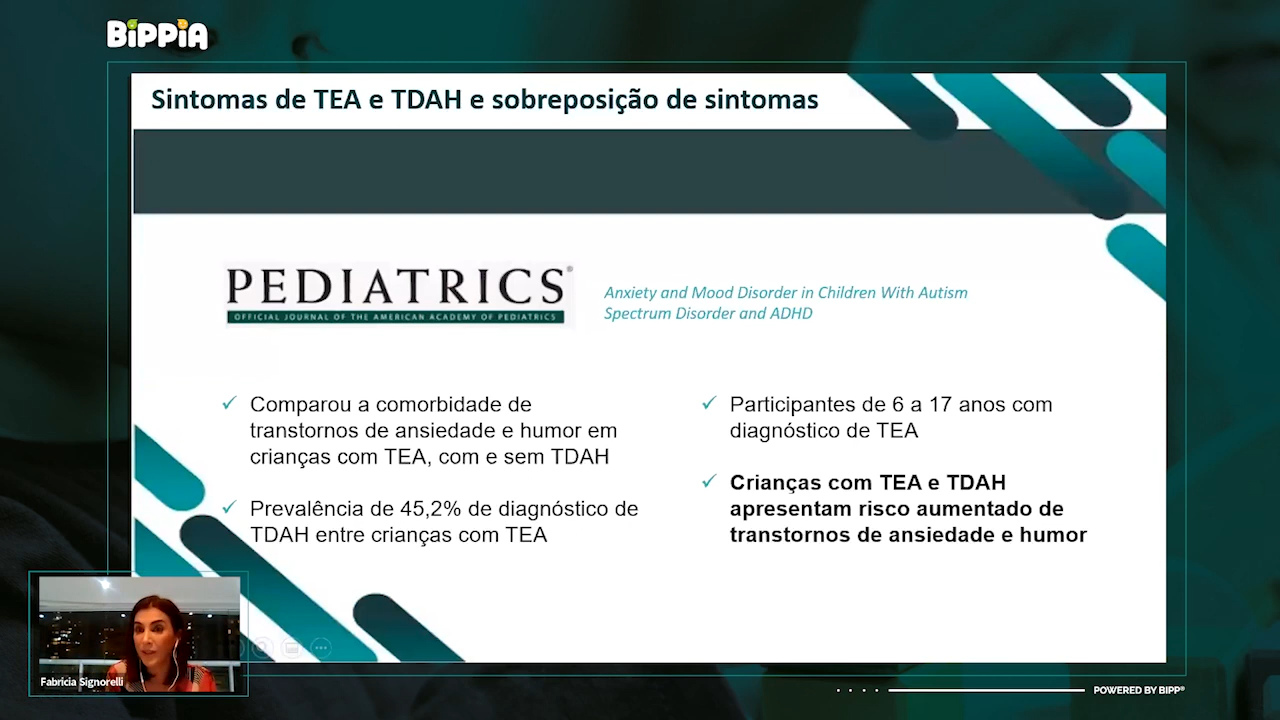 BiPPiA
Sintomas de TEA e TDAH e sobreposição de sintomas
PEDIATRICS®
OFFICIAL JOURNAL OF THE AMERICAN ACADEMY OF PEDIATRICS
Anxiety and Mood Disorder in Children With Autism
Spectrum Disorder and ADHD
✓ Comparou a comorbidade de
transtornos de ansiedade e humor em
crianças com TEA, com e sem TDAH
✓ Prevalência de 45,2% de diagnóstico de
TDAH entre crianças com TEA
✓ Participantes de 6 a 17 anos com
diagnóstico de TEA
✓ Crianças com TEA e TDAH
apresentam risco aumentado de
transtornos de ansiedade e humor
Fabricia Signorelli
POWERED BY BIPP®